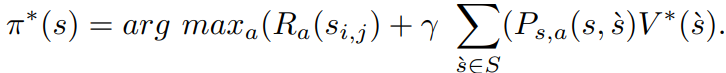 π*(s) = arg max_a(R_a(s_{i,j}) + γ ∑_{s̀∈S}(P_{s,a}(s, s̀)V*(s̀).